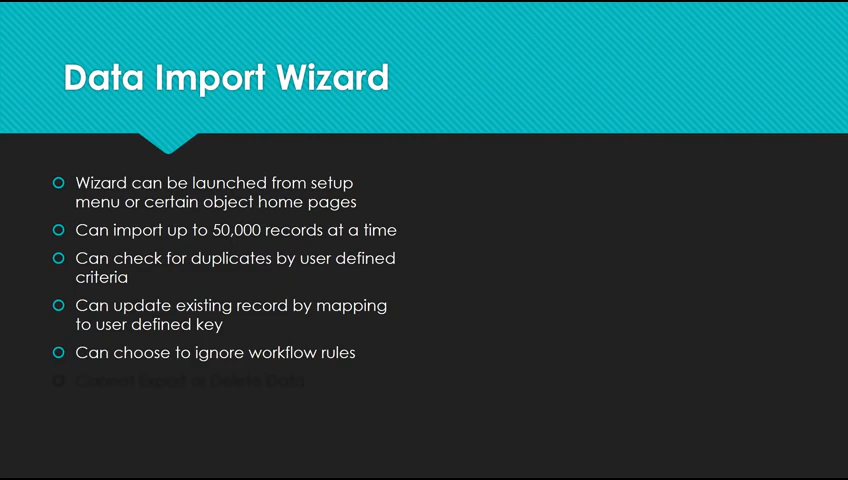 Data Import Wizard
Wizard can be launched from setup
menu or certain object home pages
Can import up to 50,000 records at a time
Can check for duplicates by user defined
criteria
Can update existing record by mapping
to user defined key
Can choose to ignore workflow rules
Cannot Export or Delete Data